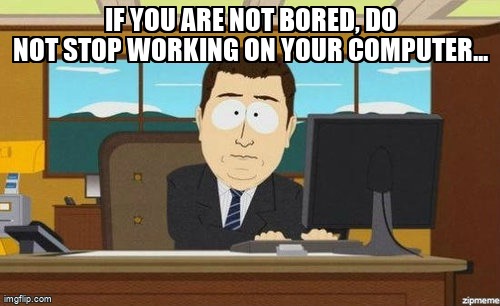 IF YOU ARE NOT BORED, DO
NOT STOP WORKING ON YOUR COMPUTER...
imgflip.com
zipmeme